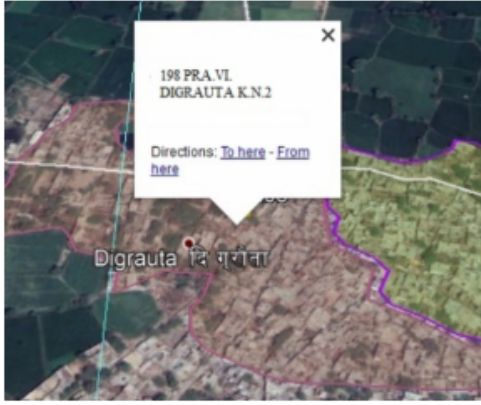 198 PRA.VI.
DIGRAUTA K.N.2
Directions: To here - From
here
Digrauta दि ग्रौता